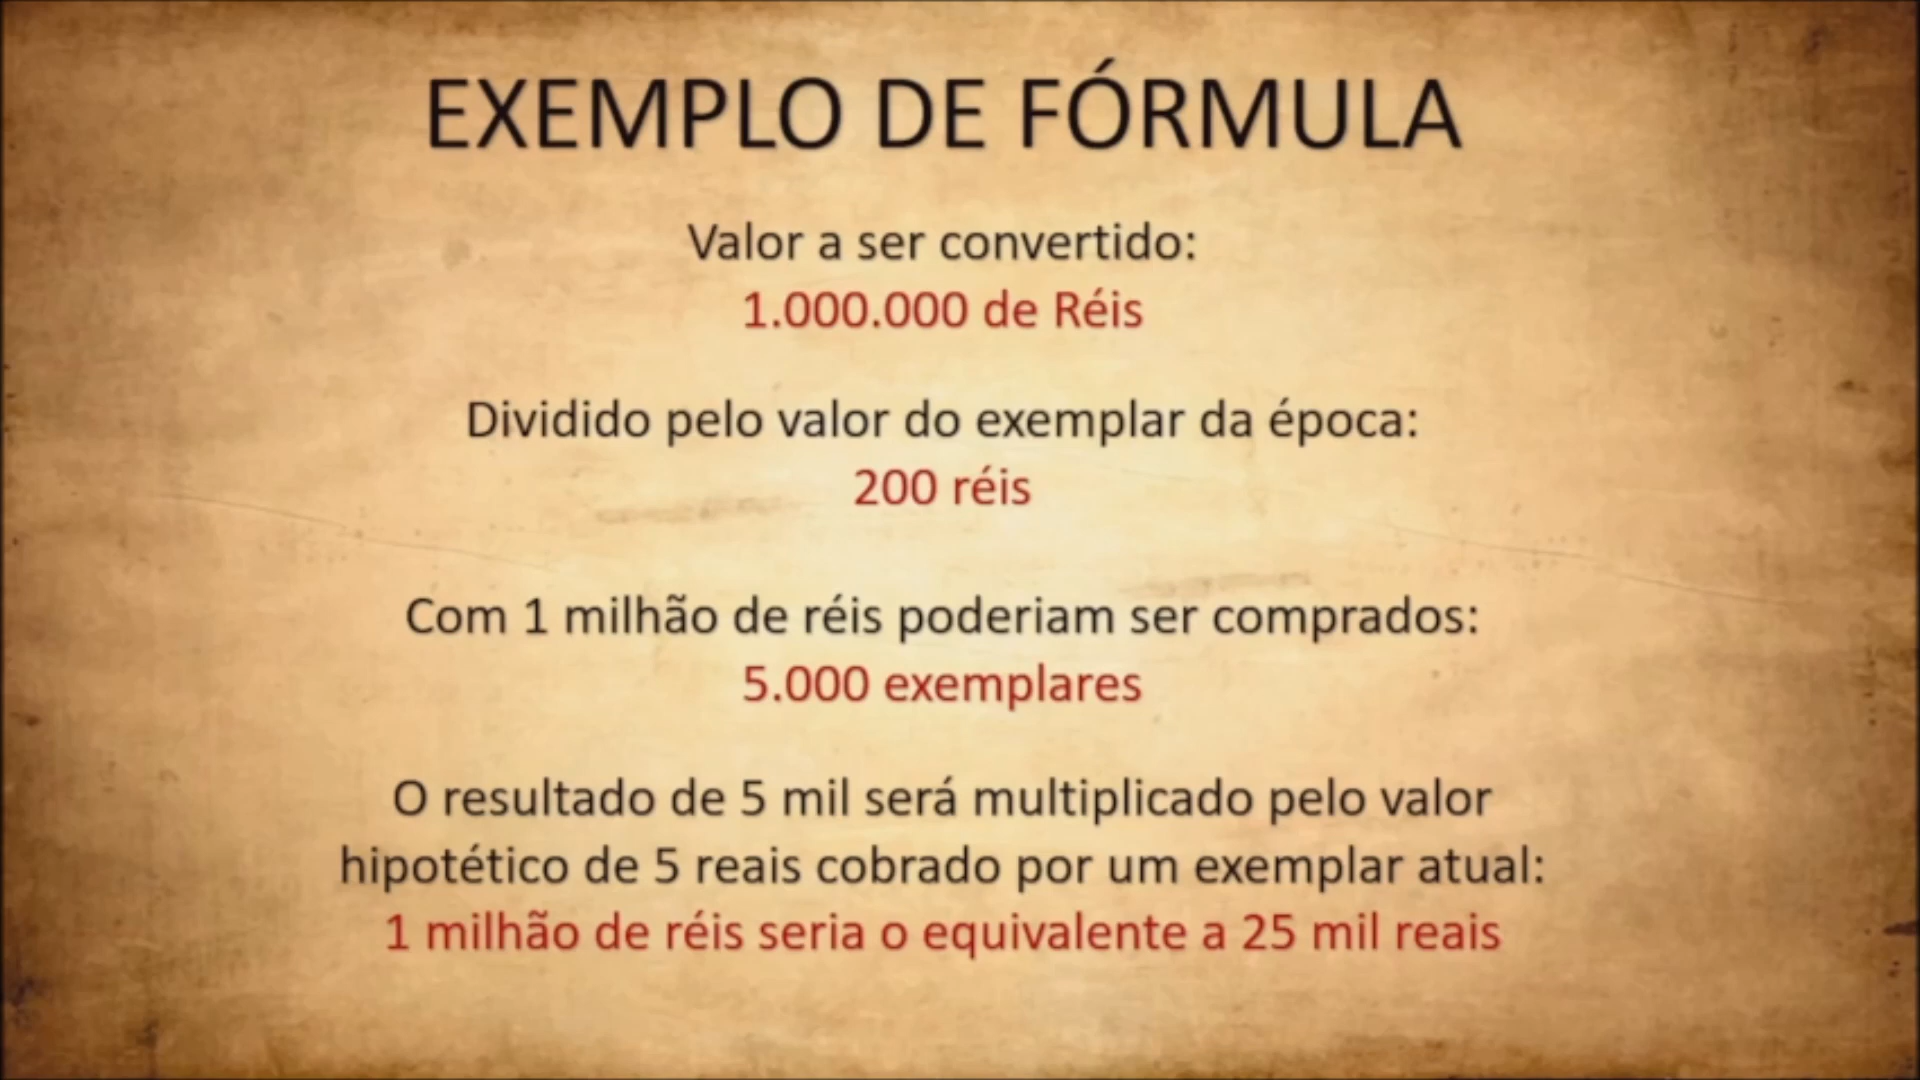 EXEMPLO DE FÓRMULA
Valor a ser convertido:
1.000.000 de Réis
Dividido pelo valor do exemplar da época:
200 réis
Com 1 milhão de réis poderiam ser comprados:
5.000 exemplares
O resultado de 5 mil será multiplicado pelo valor
hipotético de 5 reais cobrado por um exemplar atual:
1 milhão de réis seria o equivalente a 25 mil reais